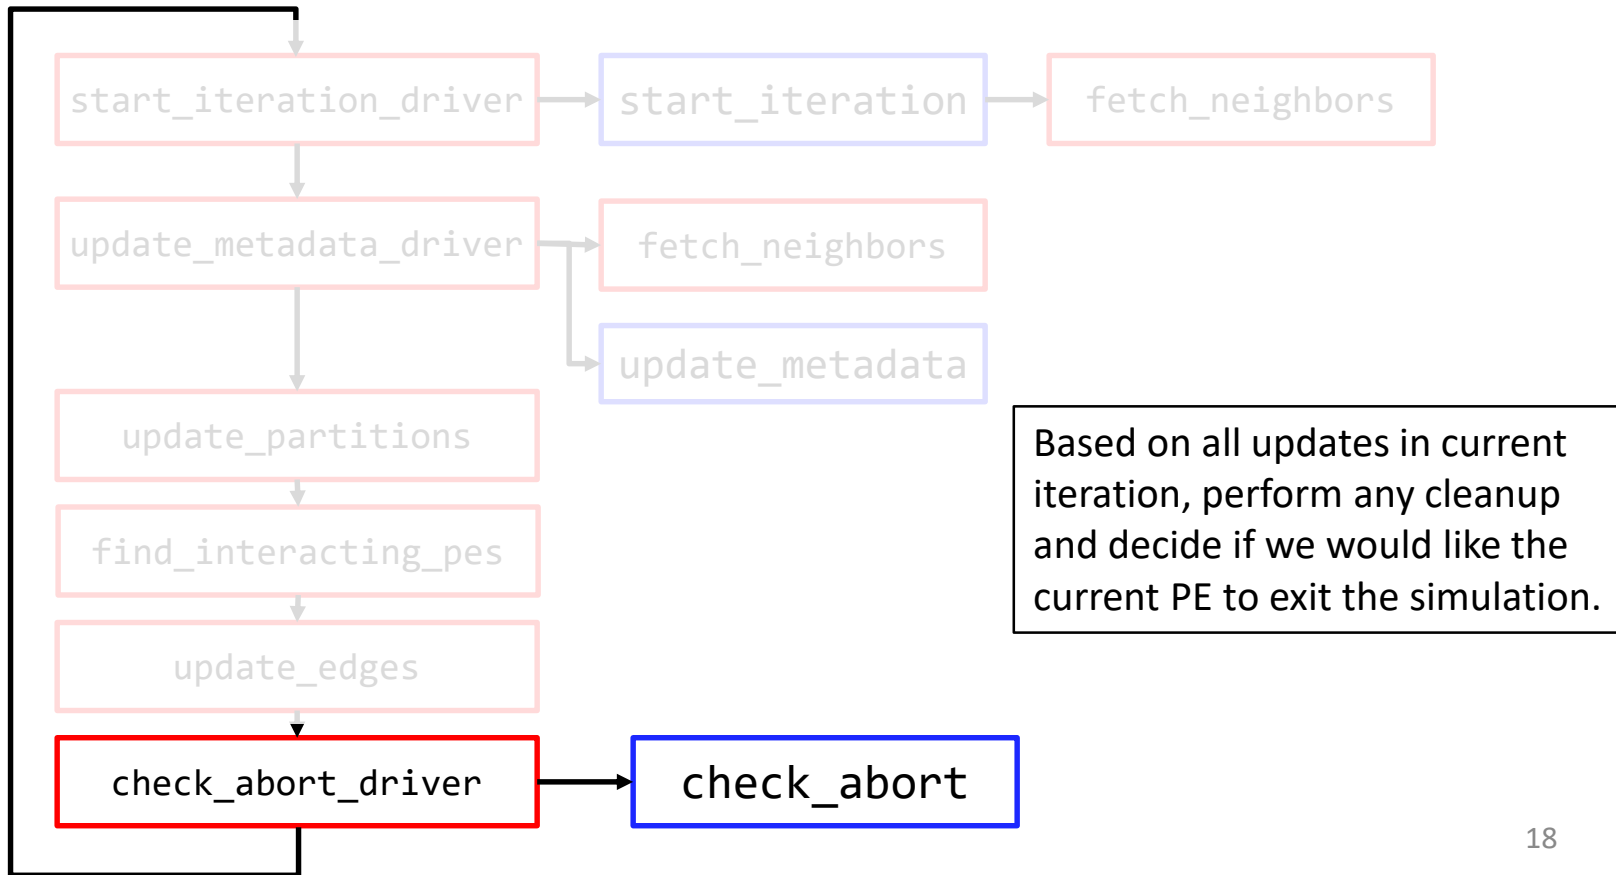 start_iteration_driver
start_iteration
fetch_neighbors
update_metadata_driver
fetch_neighbors
update_metadata
update_partitions
find_interacting_pes
update_edges
check_abort_driver
check_abort
Based on all updates in current
iteration, perform any cleanup
and decide if we would like the
current PE to exit the simulation.
18